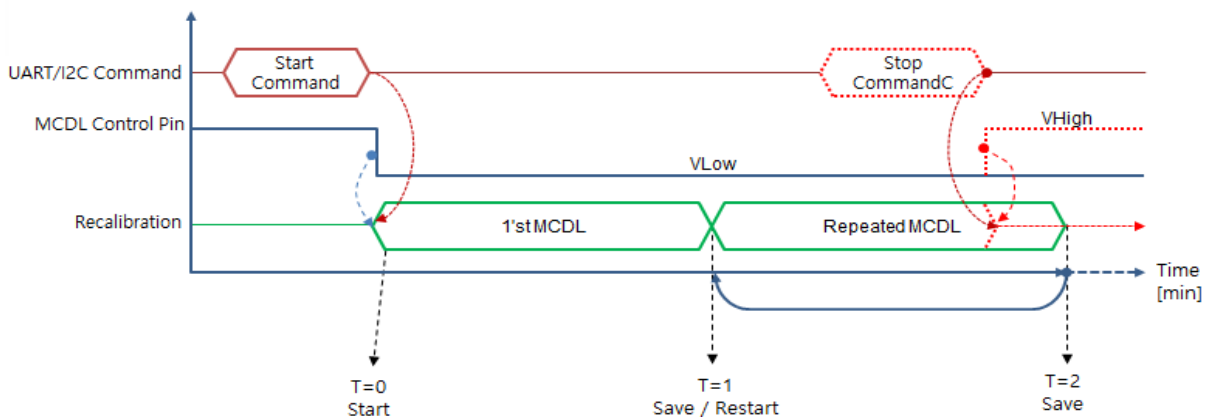 UART/I2C Command
Start
Command
Stop
CommandC
MCDL Control Pin
VHigh
VLow
Recalibration
1'st MCDL
Repeated MCDL
Time
[min]
T=0
Start
T=1
Save / Restart
T=2
Save